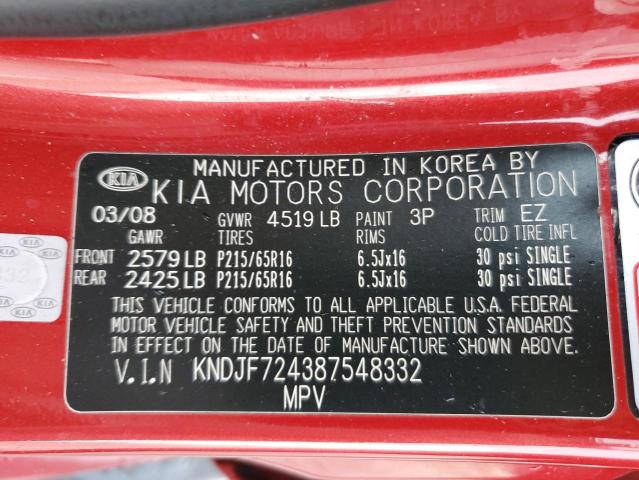 MANUFACTURED IN KOREA BY
KIA KIA MOTORS CORPORATION
03/08 GVWR 4519 LB PAINT 3P TRIM EZ
GAWR TIRES RIMS COLD TIRE INFL
FRONT 2579 LB P215/65R16 6.5Jx16 30 psi SINGLE
REAR 2425 LB P215/65R16 6.5Jx16 30 psi SINGLE
THIS VEHICLE CONFORMS TO ALL APPLICABLE U.S.A. FEDERAL
MOTOR VEHICLE SAFETY AND THEFT PREVENTION STANDARDS
IN EFFECT ON THE DATE OF MANUFACTURE SHOWN ABOVE.
V.I.N KNDJF724387548332
MPV
KIA
KIA